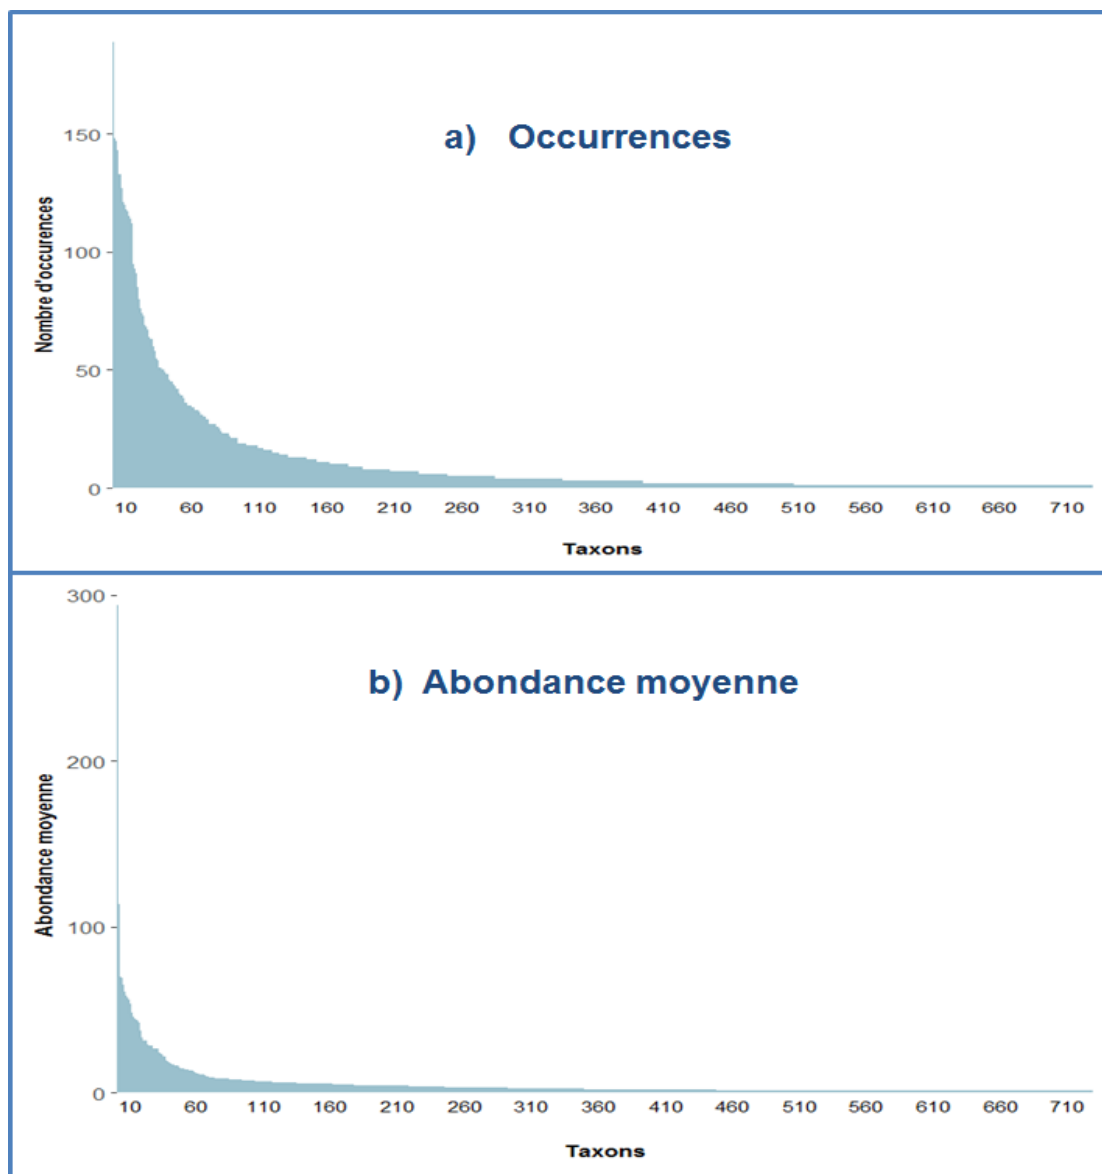 a) Occurrences
150
100
50
0
Nombre d'occurences
10 60 110 160 210 260 310 360 410 460 510 560 610 660 710
Taxons
b) Abondance moyenne
300
200
100
0
Abondance moyenne
10 60 110 160 210 260 310 360 410 460 510 560 610 660 710
Taxons